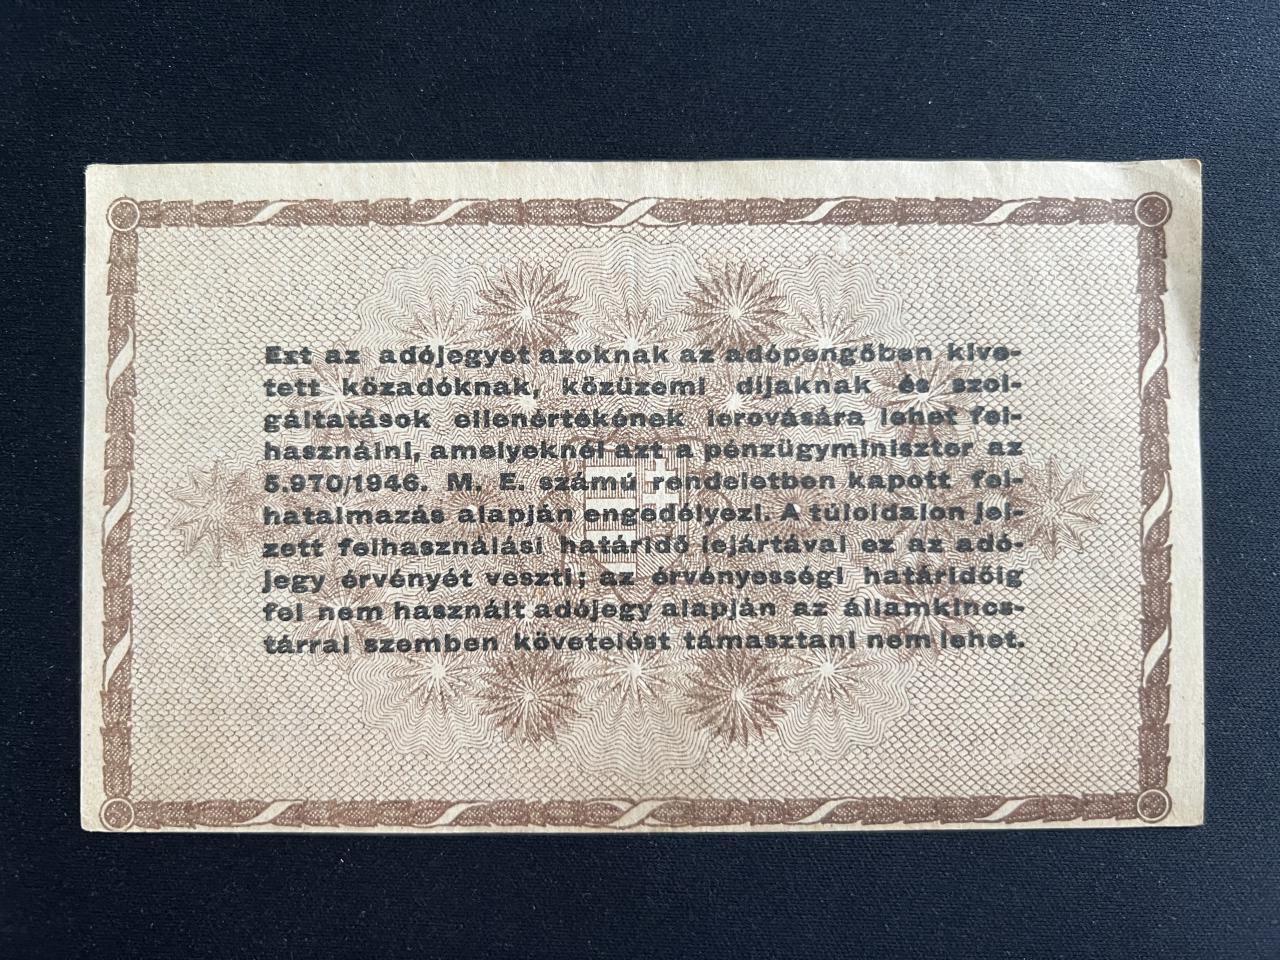 Ezt az adójegyet azoknak az adópengőben kive-
tett közadóknak, közüzemi díjaknak és szol-
gáltatások ellenértékének lerovására lehet fel-
használni, amelyeknél azt a pénzügyminiszter az
5.970/1946. M. E. számú rendeletben kapott fel-
hatalmazás alapján engedélyezi. A túloldalon jel-
zett felhasználási határidő lejártával ez az adó-
jegy érvényét veszti; az érvényességi határidőig
fel nem használt adójegy alapján az államkincs-
tárral szemben követelést támasztani nem lehet.